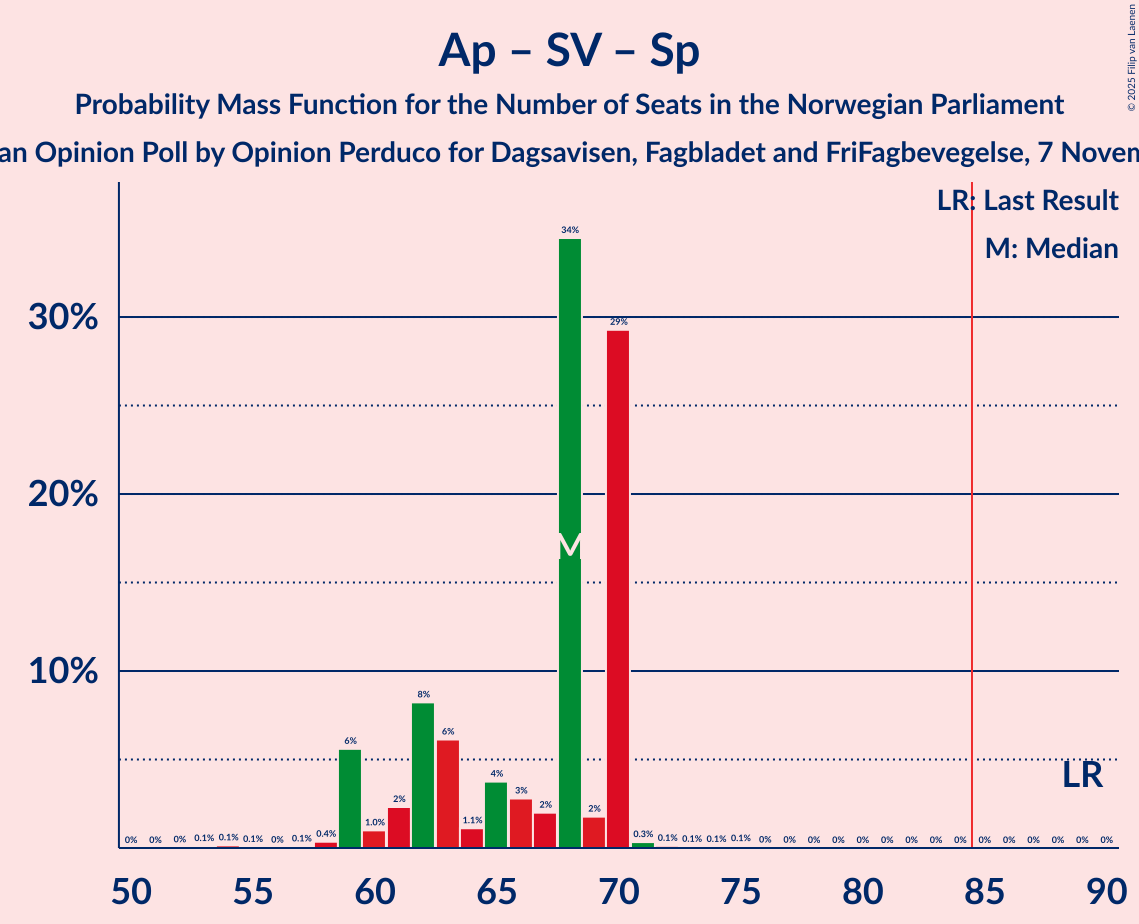 Ap – SV – Sp
Probability Mass Function for the Number of Seats in the Norwegian Parliament
an Opinion Poll by Opinion Perduco for Dagsavisen, Fagbladet and FriFagbevegelse, 7 Novem
© 2025 Filip van Laenen
LR: Last Result
M: Median
30%
20%
10%
0% 0% 0% 0.1% 0.1% 0.1% 0% 0.1% 0.4% 6% 1.0% 2% 8% 6% 1.1% 4% 3% 2% 34% 2% 29% 0.3% 0.1% 0.1% 0.1% 0.1% 0% 0% 0% 0% 0% 0% 0% 0% 0% 0% 0% 0% 0% 0% 0%
M
LR
50 55 60 65 70 75 80 85 90